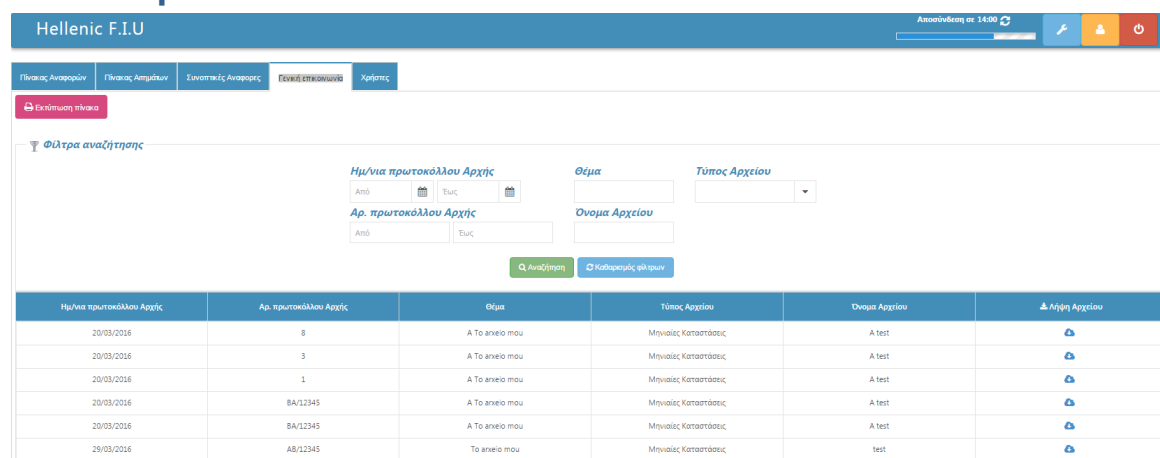 Hellenic F.I.U
Αποσύνδεση σε 14:00
Πίνακας Αναφορών Πίνακας Αιτημάτων Συνοπτικές Αναφορες Γενική επικοινωνία Χρήστες
Εκτύπωση πίνακα
Φίλτρα αναζήτησης
Ημ/νια πρωτοκόλλου Αρχής Θέμα Τύπος Αρχείου
Από Έως
Αρ. πρωτοκόλλου Αρχής Όνομα Αρχείου
Από Έως
Αναζήτηση Καθαρισμός φίλτρων
Ημ/νια πρωτοκόλλου Αρχής Αρ. πρωτοκόλλου Αρχής Θέμα Τύπος Αρχείου Όνομα Αρχείου Λήψη Αρχείου
20/03/2016 8 A To arxeio mou Μηνιαίες Καταστάσεις A test
20/03/2016 3 A To arxeio mou Μηνιαίες Καταστάσεις A test
20/03/2016 1 A To arxeio mou Μηνιαίες Καταστάσεις A test
20/03/2016 BA/12345 A To arxeio mou Μηνιαίες Καταστάσεις A test
20/03/2016 BA/12345 A To arxeio mou Μηνιαίες Καταστάσεις A test
29/03/2016 AB/12345 To arxeio mou Μηνιαίες Καταστάσεις test